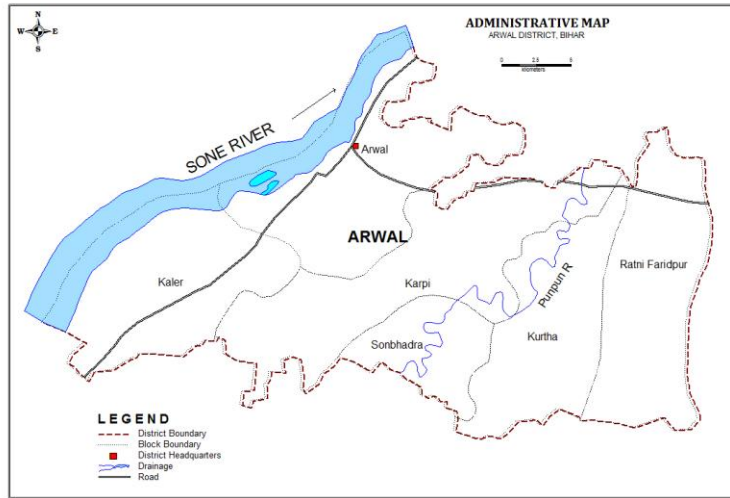 N
W E
S
ADMINISTRATIVE MAP
ARWAL DISTRICT, BIHAR
0 2.5 5
kilometers
SONE RIVER
Arwal
ARWAL
Kaler
Karpi
Punpun R
Ratni Faridpur
Sonbhadra
Kurtha
LEGEND
District Boundary
Block Boundary
District Headquarters
Drainage
Road